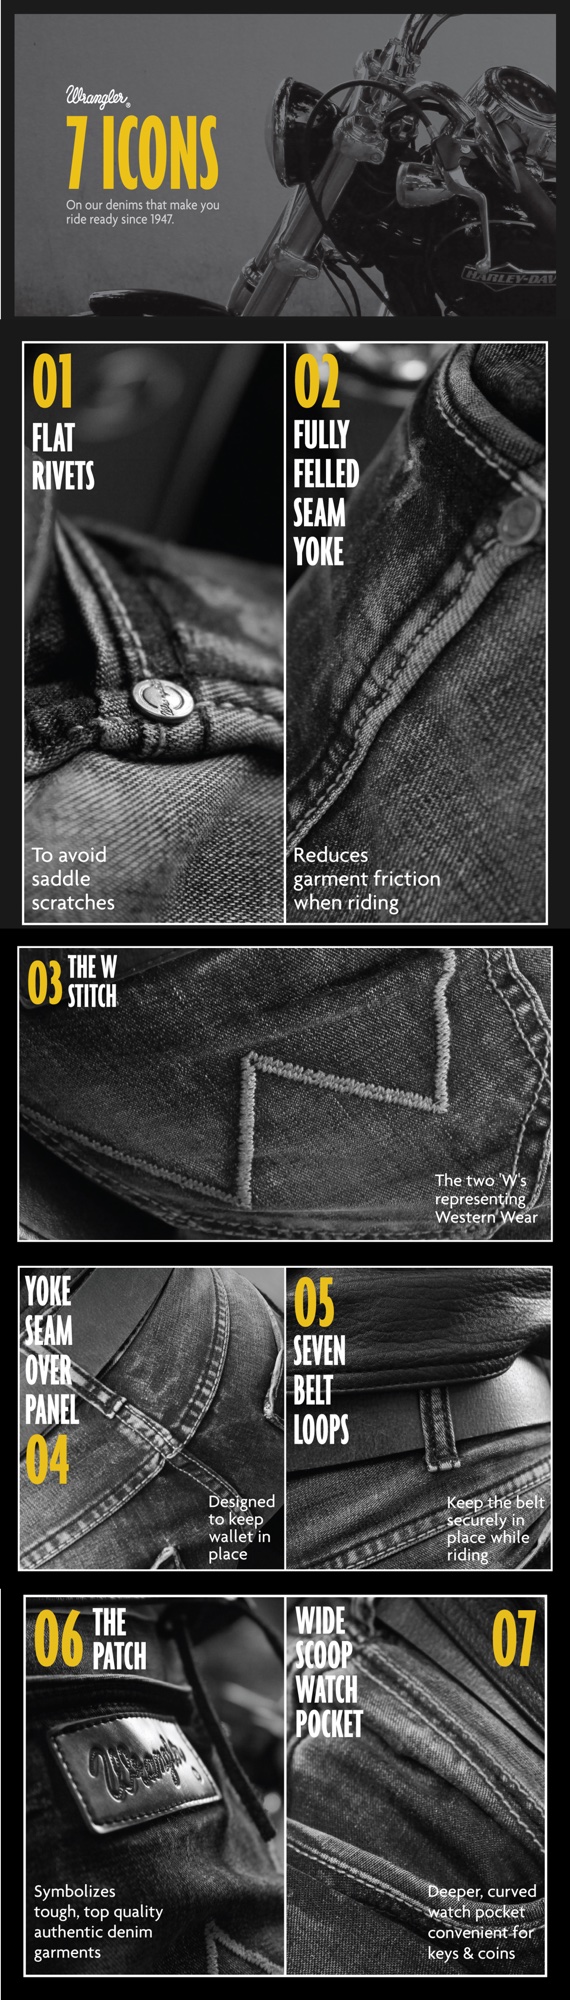 Wrangler®
7 ICONS
On our denims that make you
ride ready since 1947.
HARLEY-DAV
01
FLAT
RIVETS
To avoid
saddle
scratches
02
FULLY
FELLED
SEAM
YOKE
Reduces
garment friction
when riding
03
THE W
STITCH
The two 'W's
representing
Western Wear
YOKE
SEAM
OVER
PANEL
04
Designed
to keep
wallet in
place
05
SEVEN
BELT
LOOPS
Keep the belt
securely in
place while
riding
06
THE
PATCH
Wrangler
Symbolizes
tough, top quality
authentic denim
garments
WIDE
SCOOP
WATCH
POCKET
07
Deeper, curved
watch pocket
convenient for
keys & coins